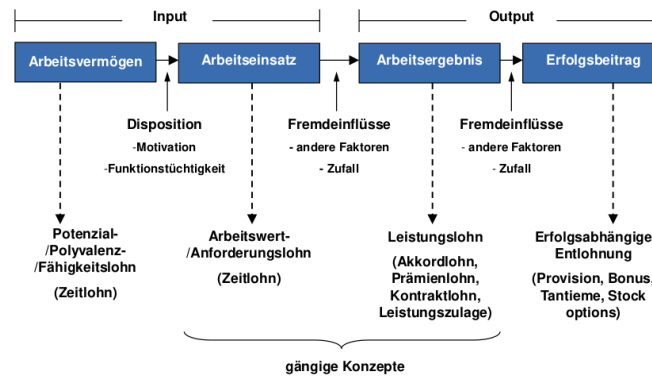 Input
Output
Arbeitsvermögen
Arbeitseinsatz
Arbeitsergebnis
Erfolgsbeitrag
Disposition
-Motivation
-Funktionstüchtigkeit
Fremdeinflüsse
- andere Faktoren
- Zufall
Fremdeinflüsse
- andere Faktoren
- Zufall
Potenzial-
/Polyvalenz-
/Fähigkeitslohn
(Zeitlohn)
Arbeitswert-
/Anforderungslohn
(Zeitlohn)
Leistungslohn
(Akkordlohn,
Prämienlohn,
Kontraktlohn,
Leistungszulage)
Erfolgsabhängige
Entlohnung
(Provision, Bonus,
Tantieme, Stock
options)
gängige Konzepte